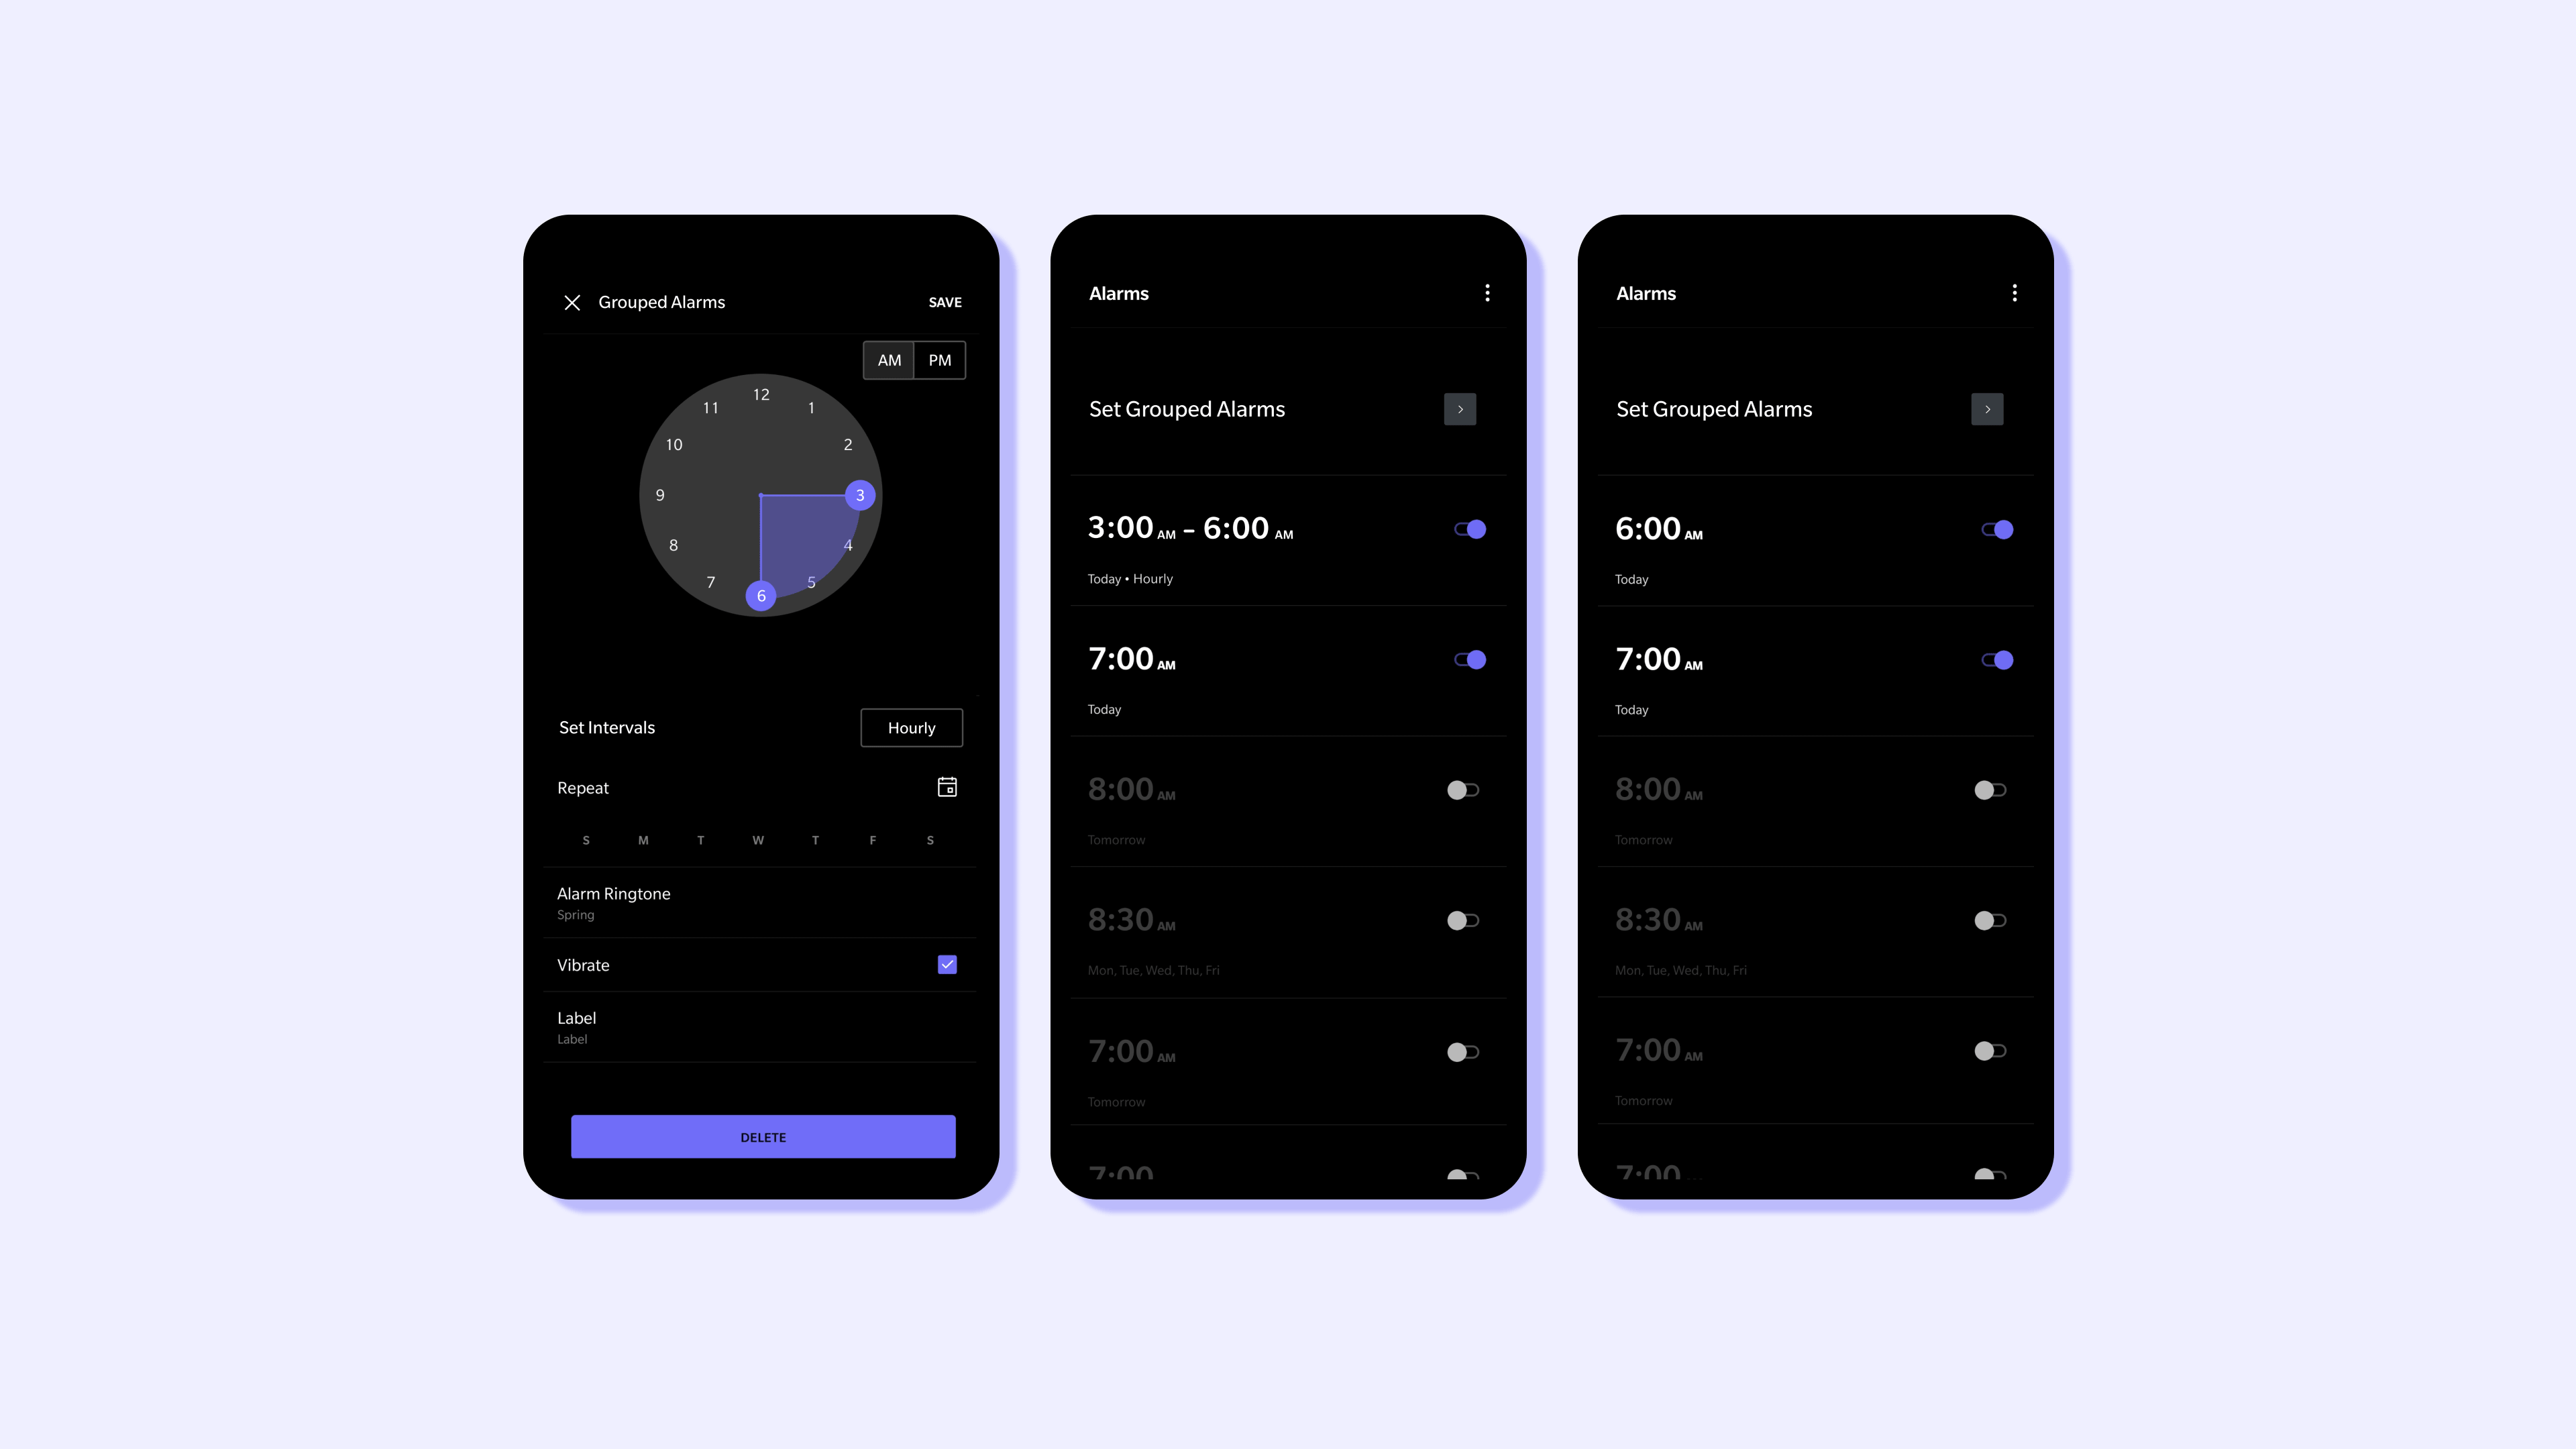 Grouped Alarms SAVE
AM PM
12
11 1
10 2
9 3
8 4
7 5
6
Set Intervals Hourly
Repeat
S M T W T F S
Alarm Ringtone
Spring
Vibrate
Label
Label
DELETE
Alarms
Set Grouped Alarms
3:00 AM – 6:00 AM
Today • Hourly
7:00 AM
Today
8:00 AM
Tomorrow
8:30 AM
Mon, Tue, Wed, Thu, Fri
7:00 AM
Tomorrow
7:00
Alarms
Set Grouped Alarms
6:00 AM
Today
7:00 AM
Today
8:00 AM
Tomorrow
8:30 AM
Mon, Tue, Wed, Thu, Fri
7:00 AM
Tomorrow
7:00